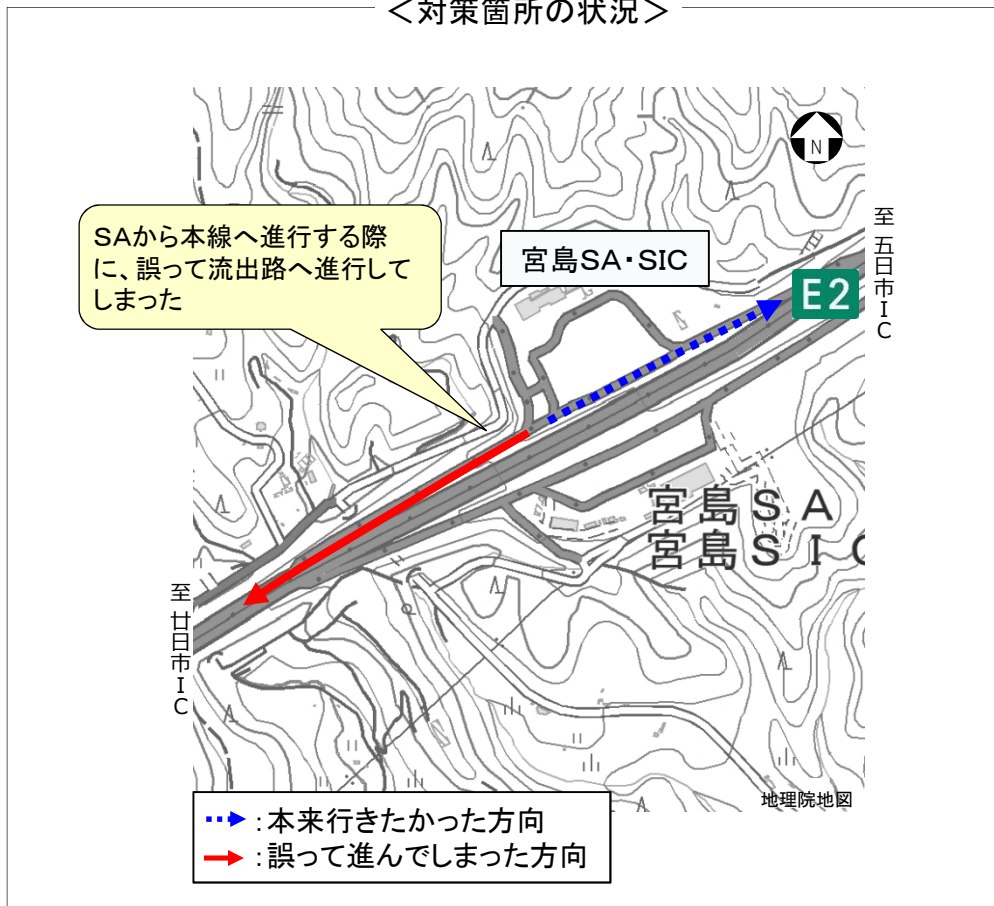 ＜対策箇所の状況＞
N
SAから本線へ進行する際
に、誤って流出路へ進行して
しまった
宮島SA・SIC
至 五日市IC
E2
宮島SA
宮島SIC
至 廿日市IC
地理院地図
：本来行きたかった方向
：誤って進んでしまった方向